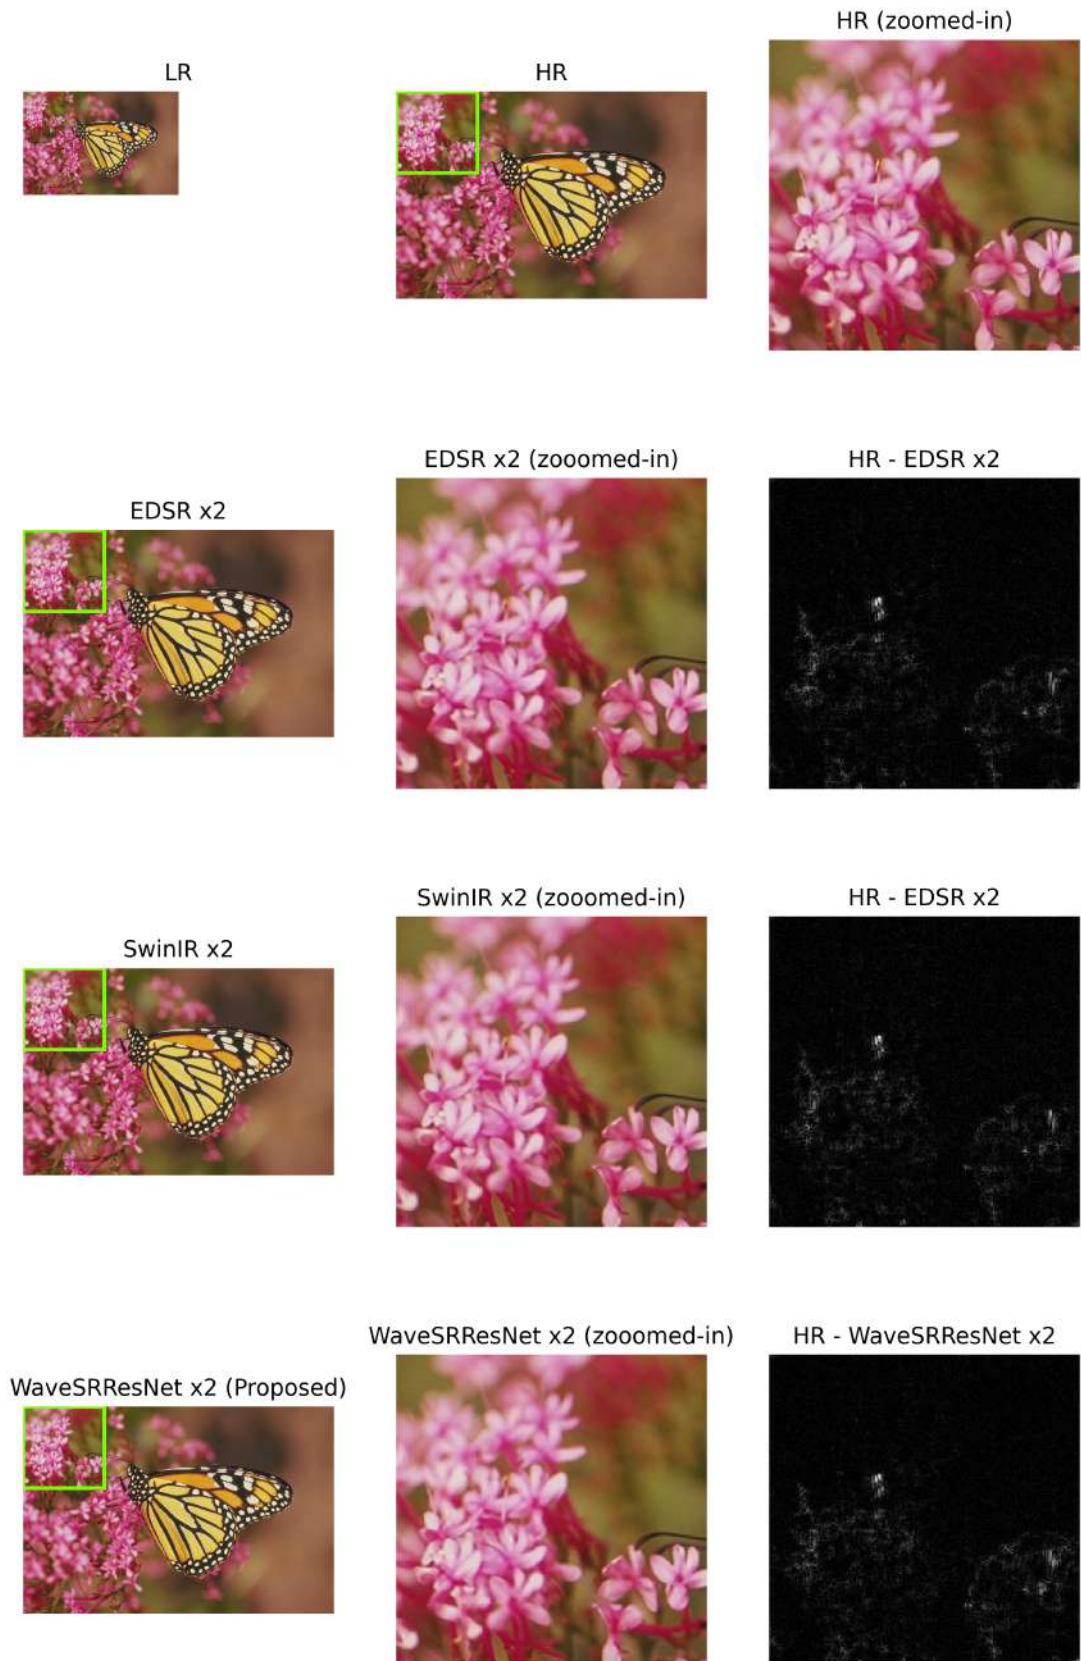 LR
HR
HR (zoomed-in)
EDSR x2
EDSR x2 (zooomed-in)
HR - EDSR x2
SwinIR x2
SwinIR x2 (zooomed-in)
HR - EDSR x2
WaveSRResNet x2 (Proposed)
WaveSRResNet x2 (zooomed-in)
HR - WaveSRResNet x2